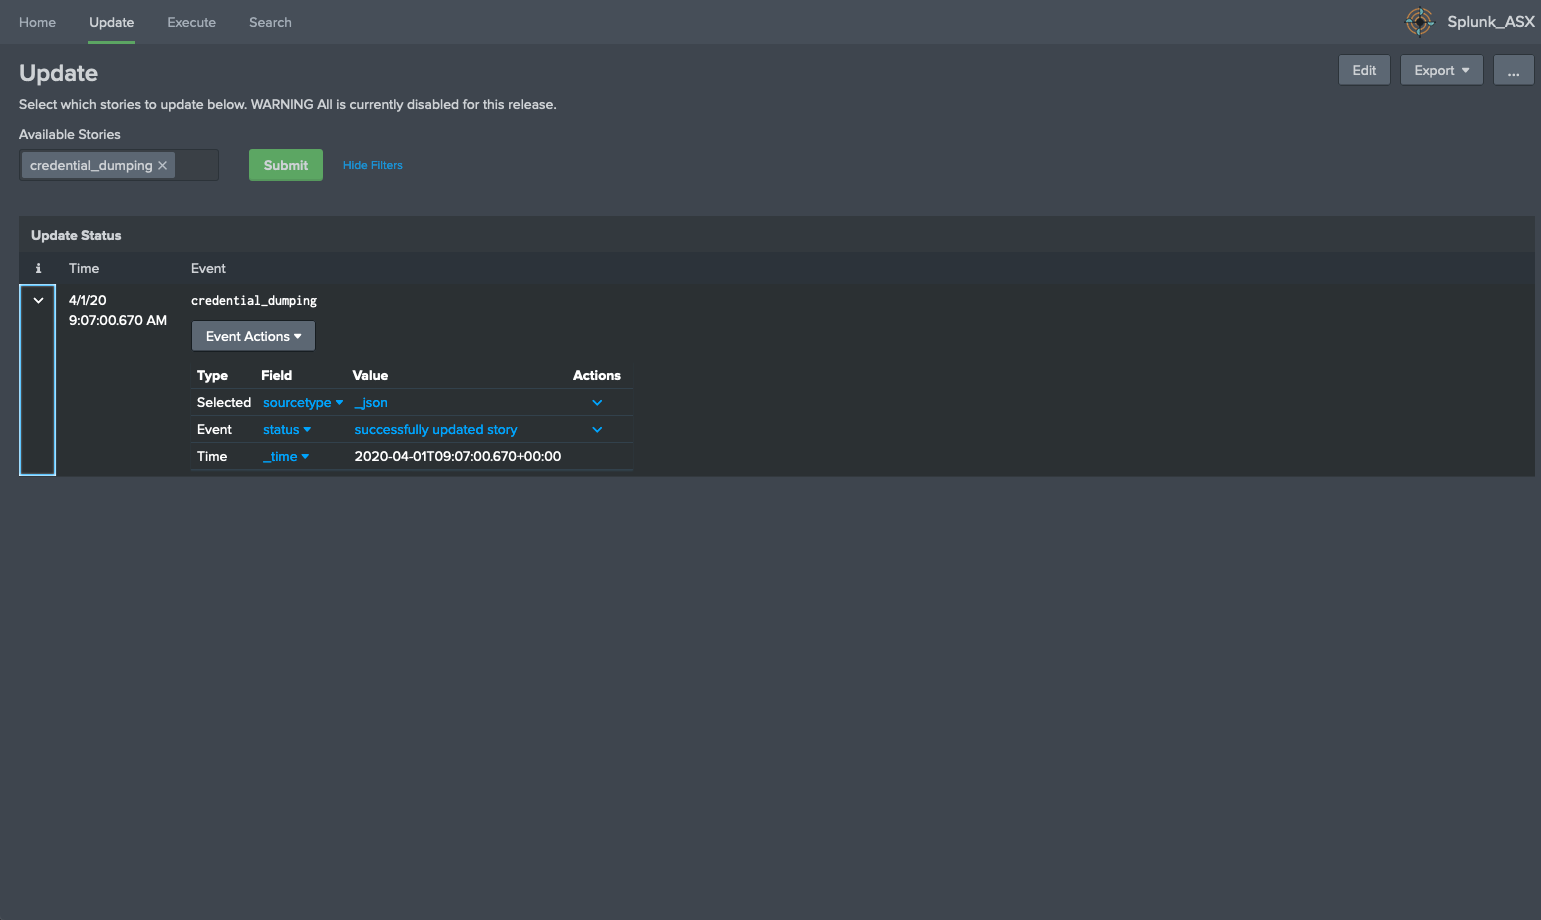 Home Update Execute Search Splunk_ASX
Update Edit Export ...
Select which stories to update below. WARNING All is currently disabled for this release.
Available Stories
credential_dumping Submit Hide Filters
Update Status
i Time Event
4/1/20 credential_dumping
9:07:00.670 AM
Event Actions
Type Field Value Actions
Selected sourcetype _json
Event status successfully updated story
Time _time 2020-04-01T09:07:00.670+00:00